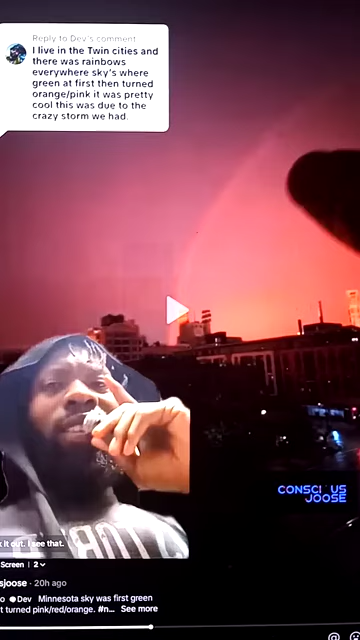 Reply to Dev's comment
I live in the Twin cities and
there was rainbows
everywhere sky's where
green at first then turned
orange/pink it was pretty
cool this was due to the
crazy storm we had.
CONSCI US
JOOSE
it out. I see that.
Screen | 2
sjoose · 20h ago
o Dev Minnesota sky was first green
t turned pink/red/orange. #n... See more